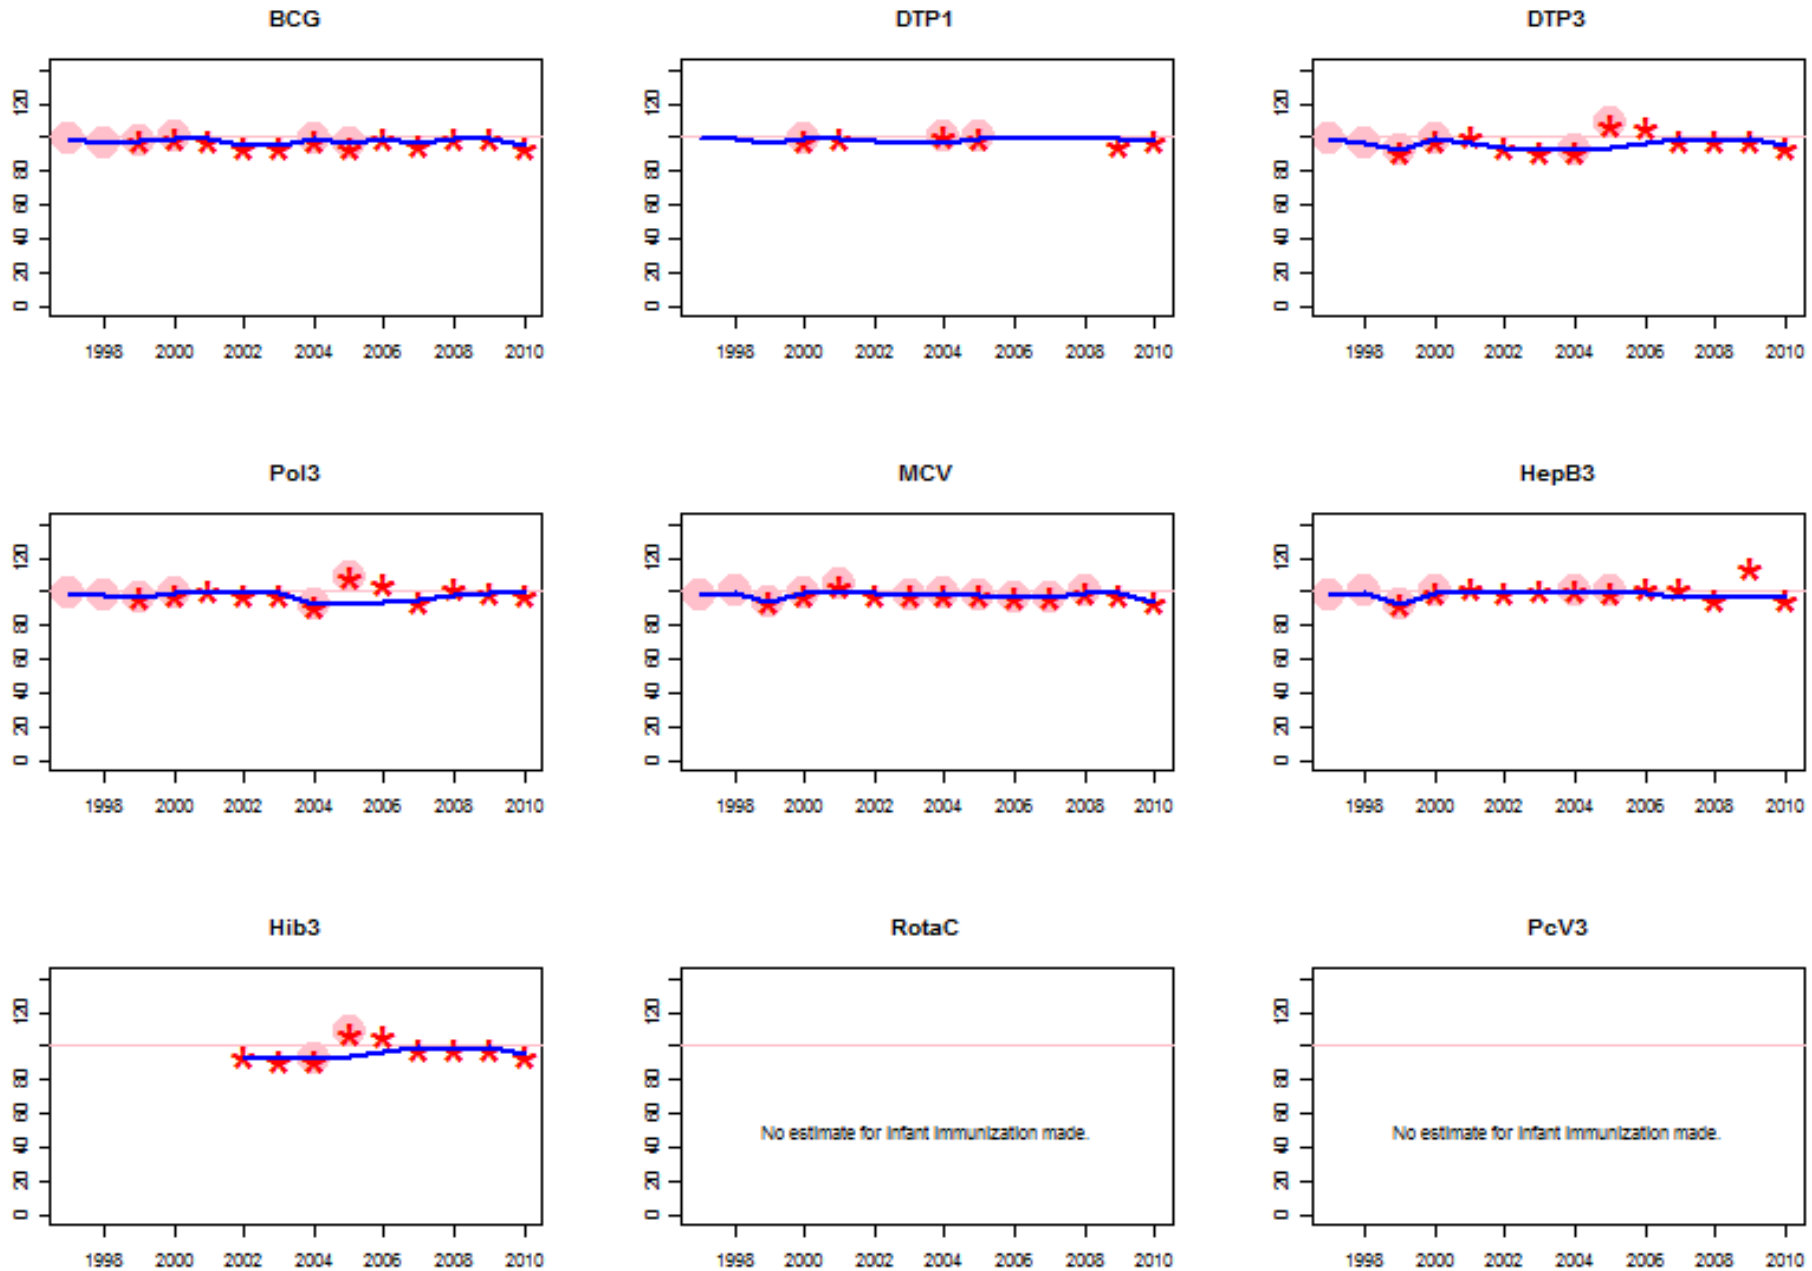 BCG
DTP1
DTP3
0 20 40 60 80 120
0 20 40 60 80 120
0 20 40 60 80 120
1998 2000 2002 2004 2006 2008 2010
1998 2000 2002 2004 2006 2008 2010
1998 2000 2002 2004 2006 2008 2010
Pol3
MCV
HepB3
0 20 40 60 80 120
0 20 40 60 80 120
0 20 40 60 80 120
1998 2000 2002 2004 2006 2008 2010
1998 2000 2002 2004 2006 2008 2010
1998 2000 2002 2004 2006 2008 2010
Hib3
RotaC
PcV3
0 20 40 60 80 120
0 20 40 60 80 120
No estimate for infant immunization made.
0 20 40 60 80 120
No estimate for infant immunization made.
1998 2000 2002 2004 2006 2008 2010
1998 2000 2002 2004 2006 2008 2010
1998 2000 2002 2004 2006 2008 2010